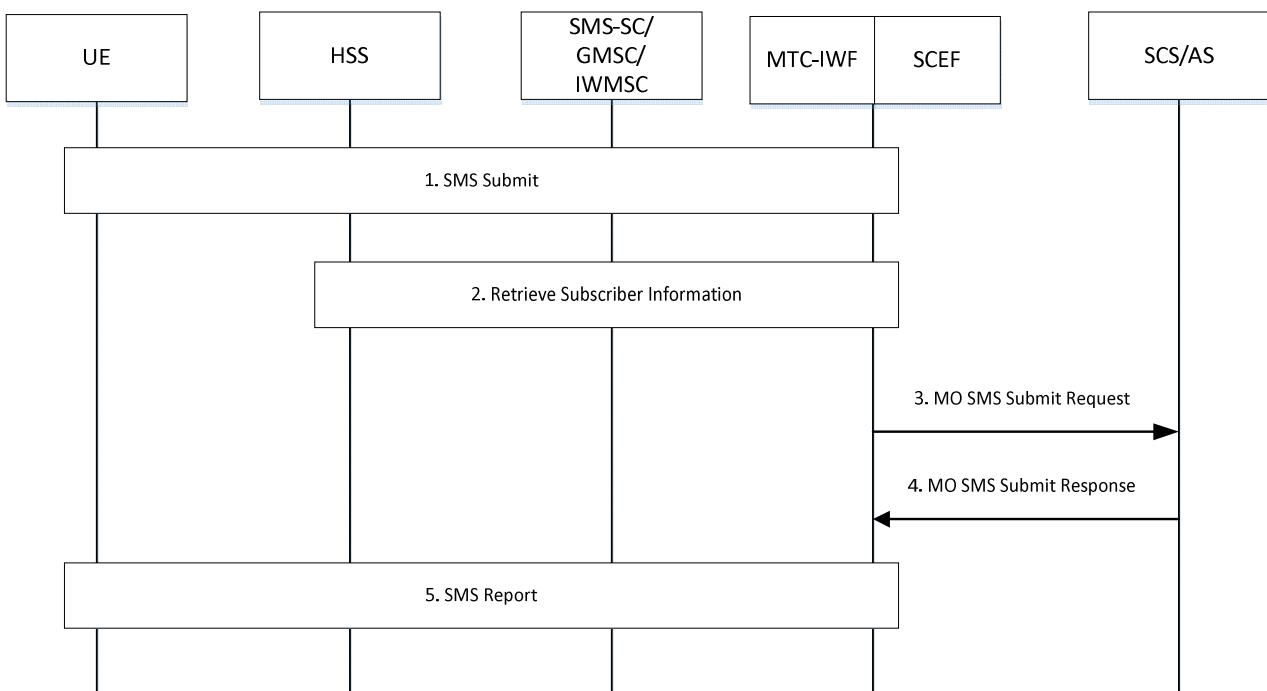 UE
HSS
SMS-SC/
GMSC/
IWMSC
MTC-IWF
SCEF
SCS/AS
1. SMS Submit
2. Retrieve Subscriber Information
3. MO SMS Submit Request
4. MO SMS Submit Response
5. SMS Report